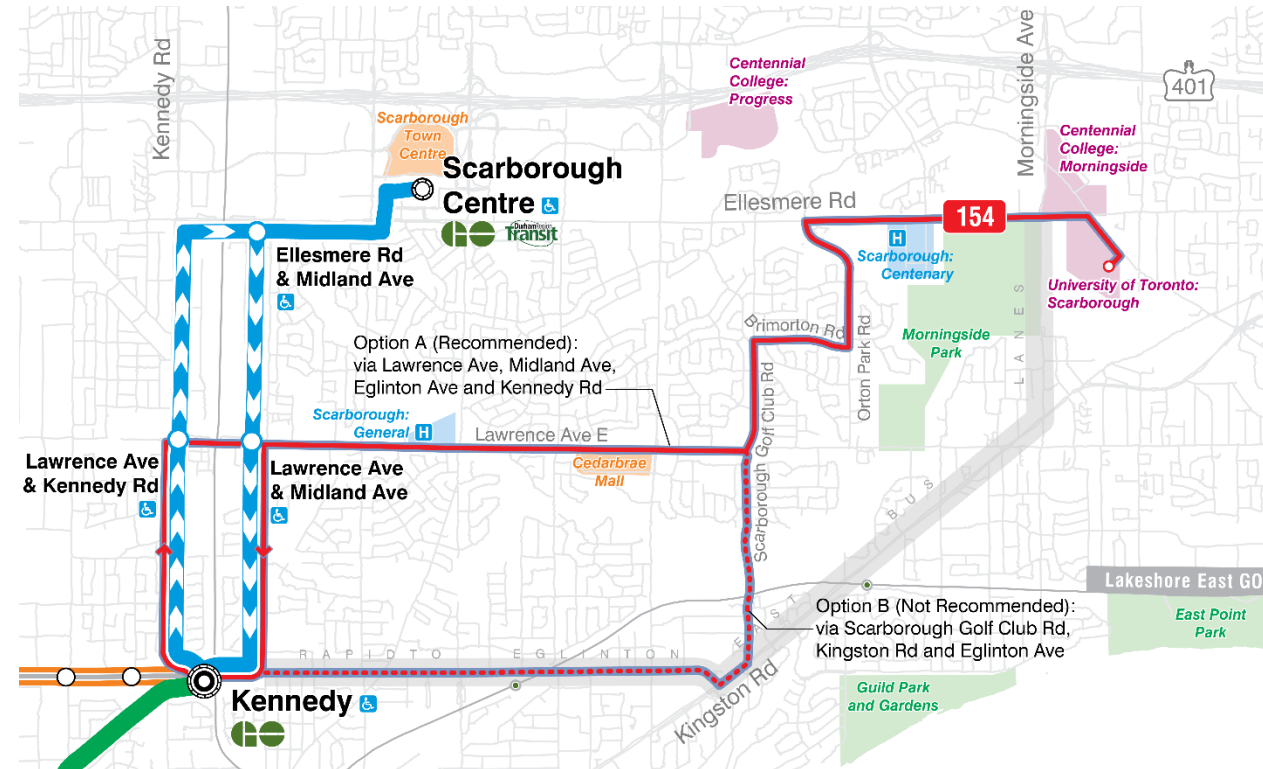 Kennedy Rd
Morningside Ave
401
Centennial
College:
Progress
Scarborough
Town
Centre
Centennial
College:
Morningside
Scarborough
Centre
GO
DurhamRegion
Transit
Ellesmere Rd
154
H
Scarborough:
Centenary
University of Toronto:
Scarborough
Ellesmere Rd
& Midland Ave
Brimorton Rd
Orton Park Rd
Morningside
Park
Option A (Recommended):
via Lawrence Ave, Midland Ave,
Eglinton Ave and Kennedy Rd
Scarborough Golf Club Rd
Scarborough:
General
H
Lawrence Ave E
Cedarbrae
Mall
Lawrence Ave
& Kennedy Rd
Lawrence Ave
& Midland Ave
RAPIDTO EGLINTON EAST BUS LANES
Lakeshore East GO
East Point
Park
Option B (Not Recommended):
via Scarborough Golf Club Rd,
Kingston Rd and Eglinton Ave
Kingston Rd
Guild Park
and Gardens
Kennedy
GO